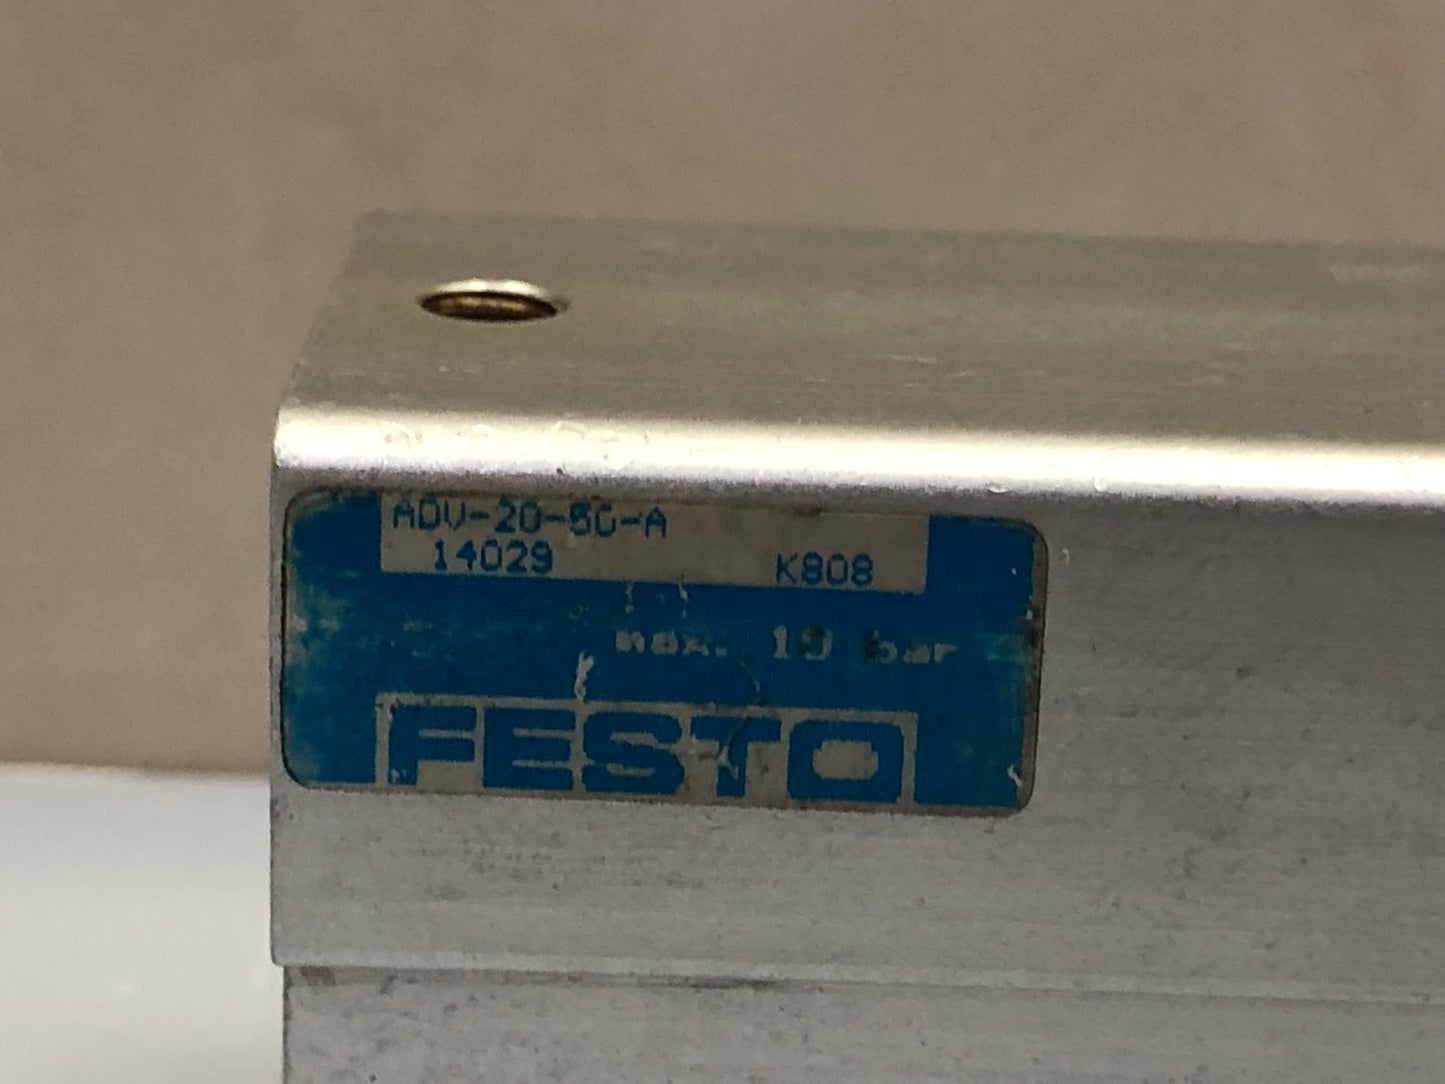 ADV-20-50-A
14029 K808
max. 10 bar
FESTO